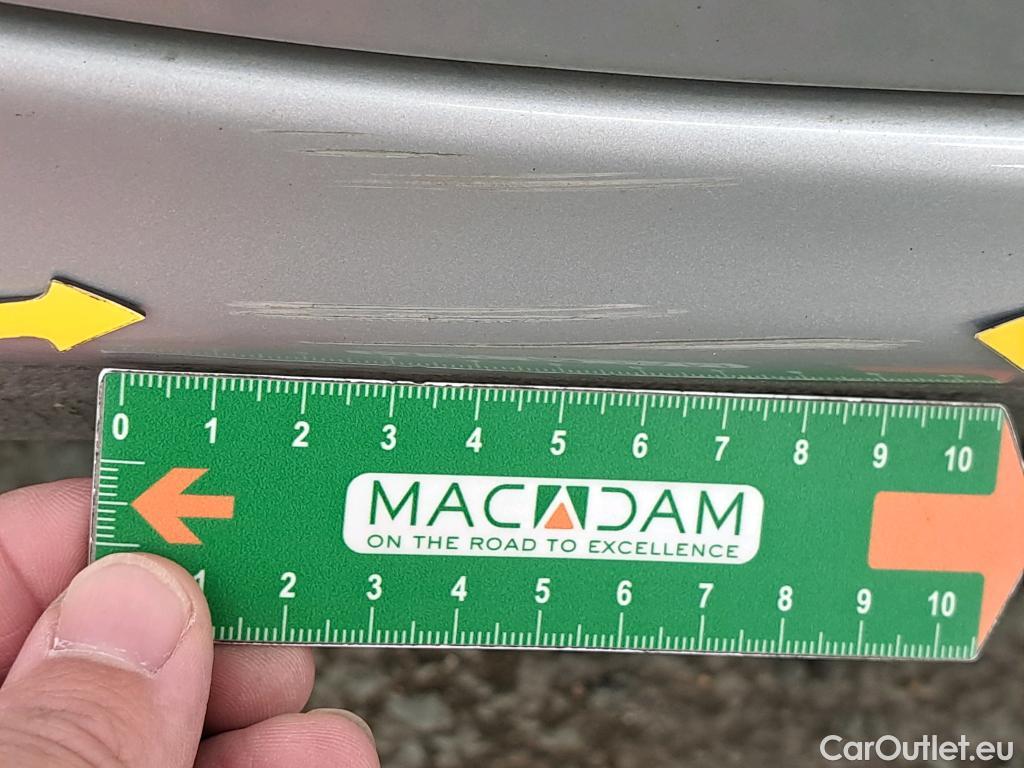 0 1 2 3 4 5 6 7 8 9 10
MACADAM
ON THE ROAD TO EXCELLENCE
1 2 3 4 5 6 7 8 9 10
CarOutlet.eu